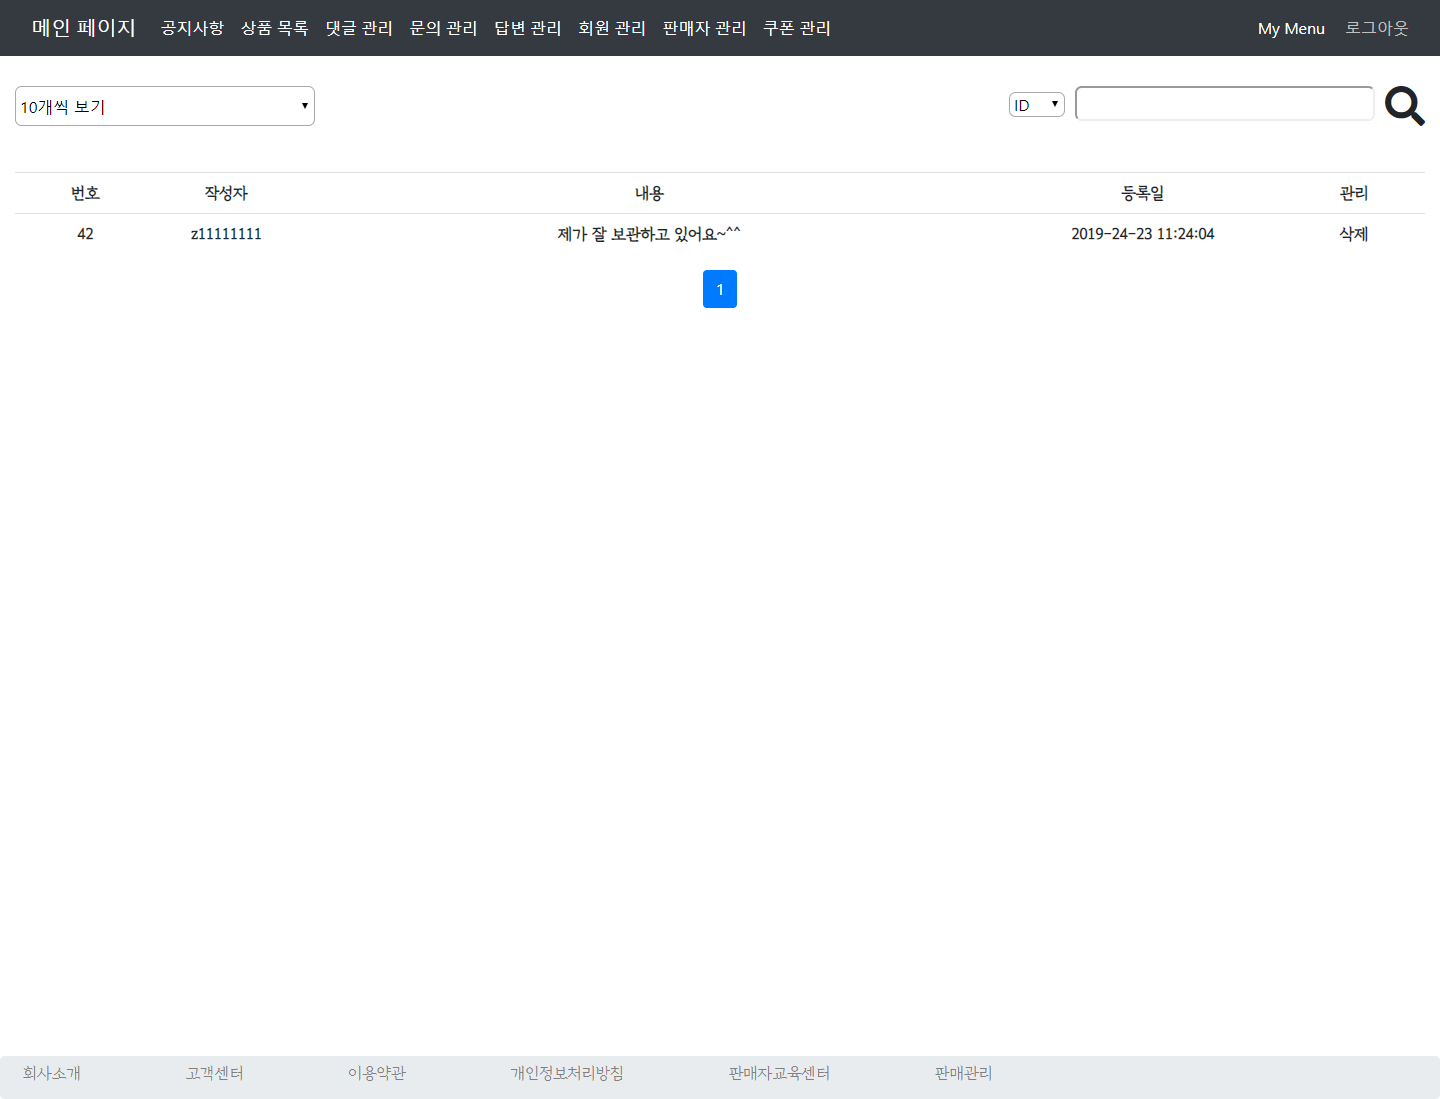 메인 페이지 공지사항 상품 목록 댓글 관리 문의 관리 답변 관리 회원 관리 판매자 관리 쿠폰 관리 My Menu 로그아웃
10개씩 보기 ID
번호 작성자 내용 등록일 관리
42 z11111111 제가 잘 보관하고 있어요~^^ 2019-24-23 11:24:04 삭제
1
회사소개 고객센터 이용약관 개인정보처리방침 판매자교육센터 판매관리